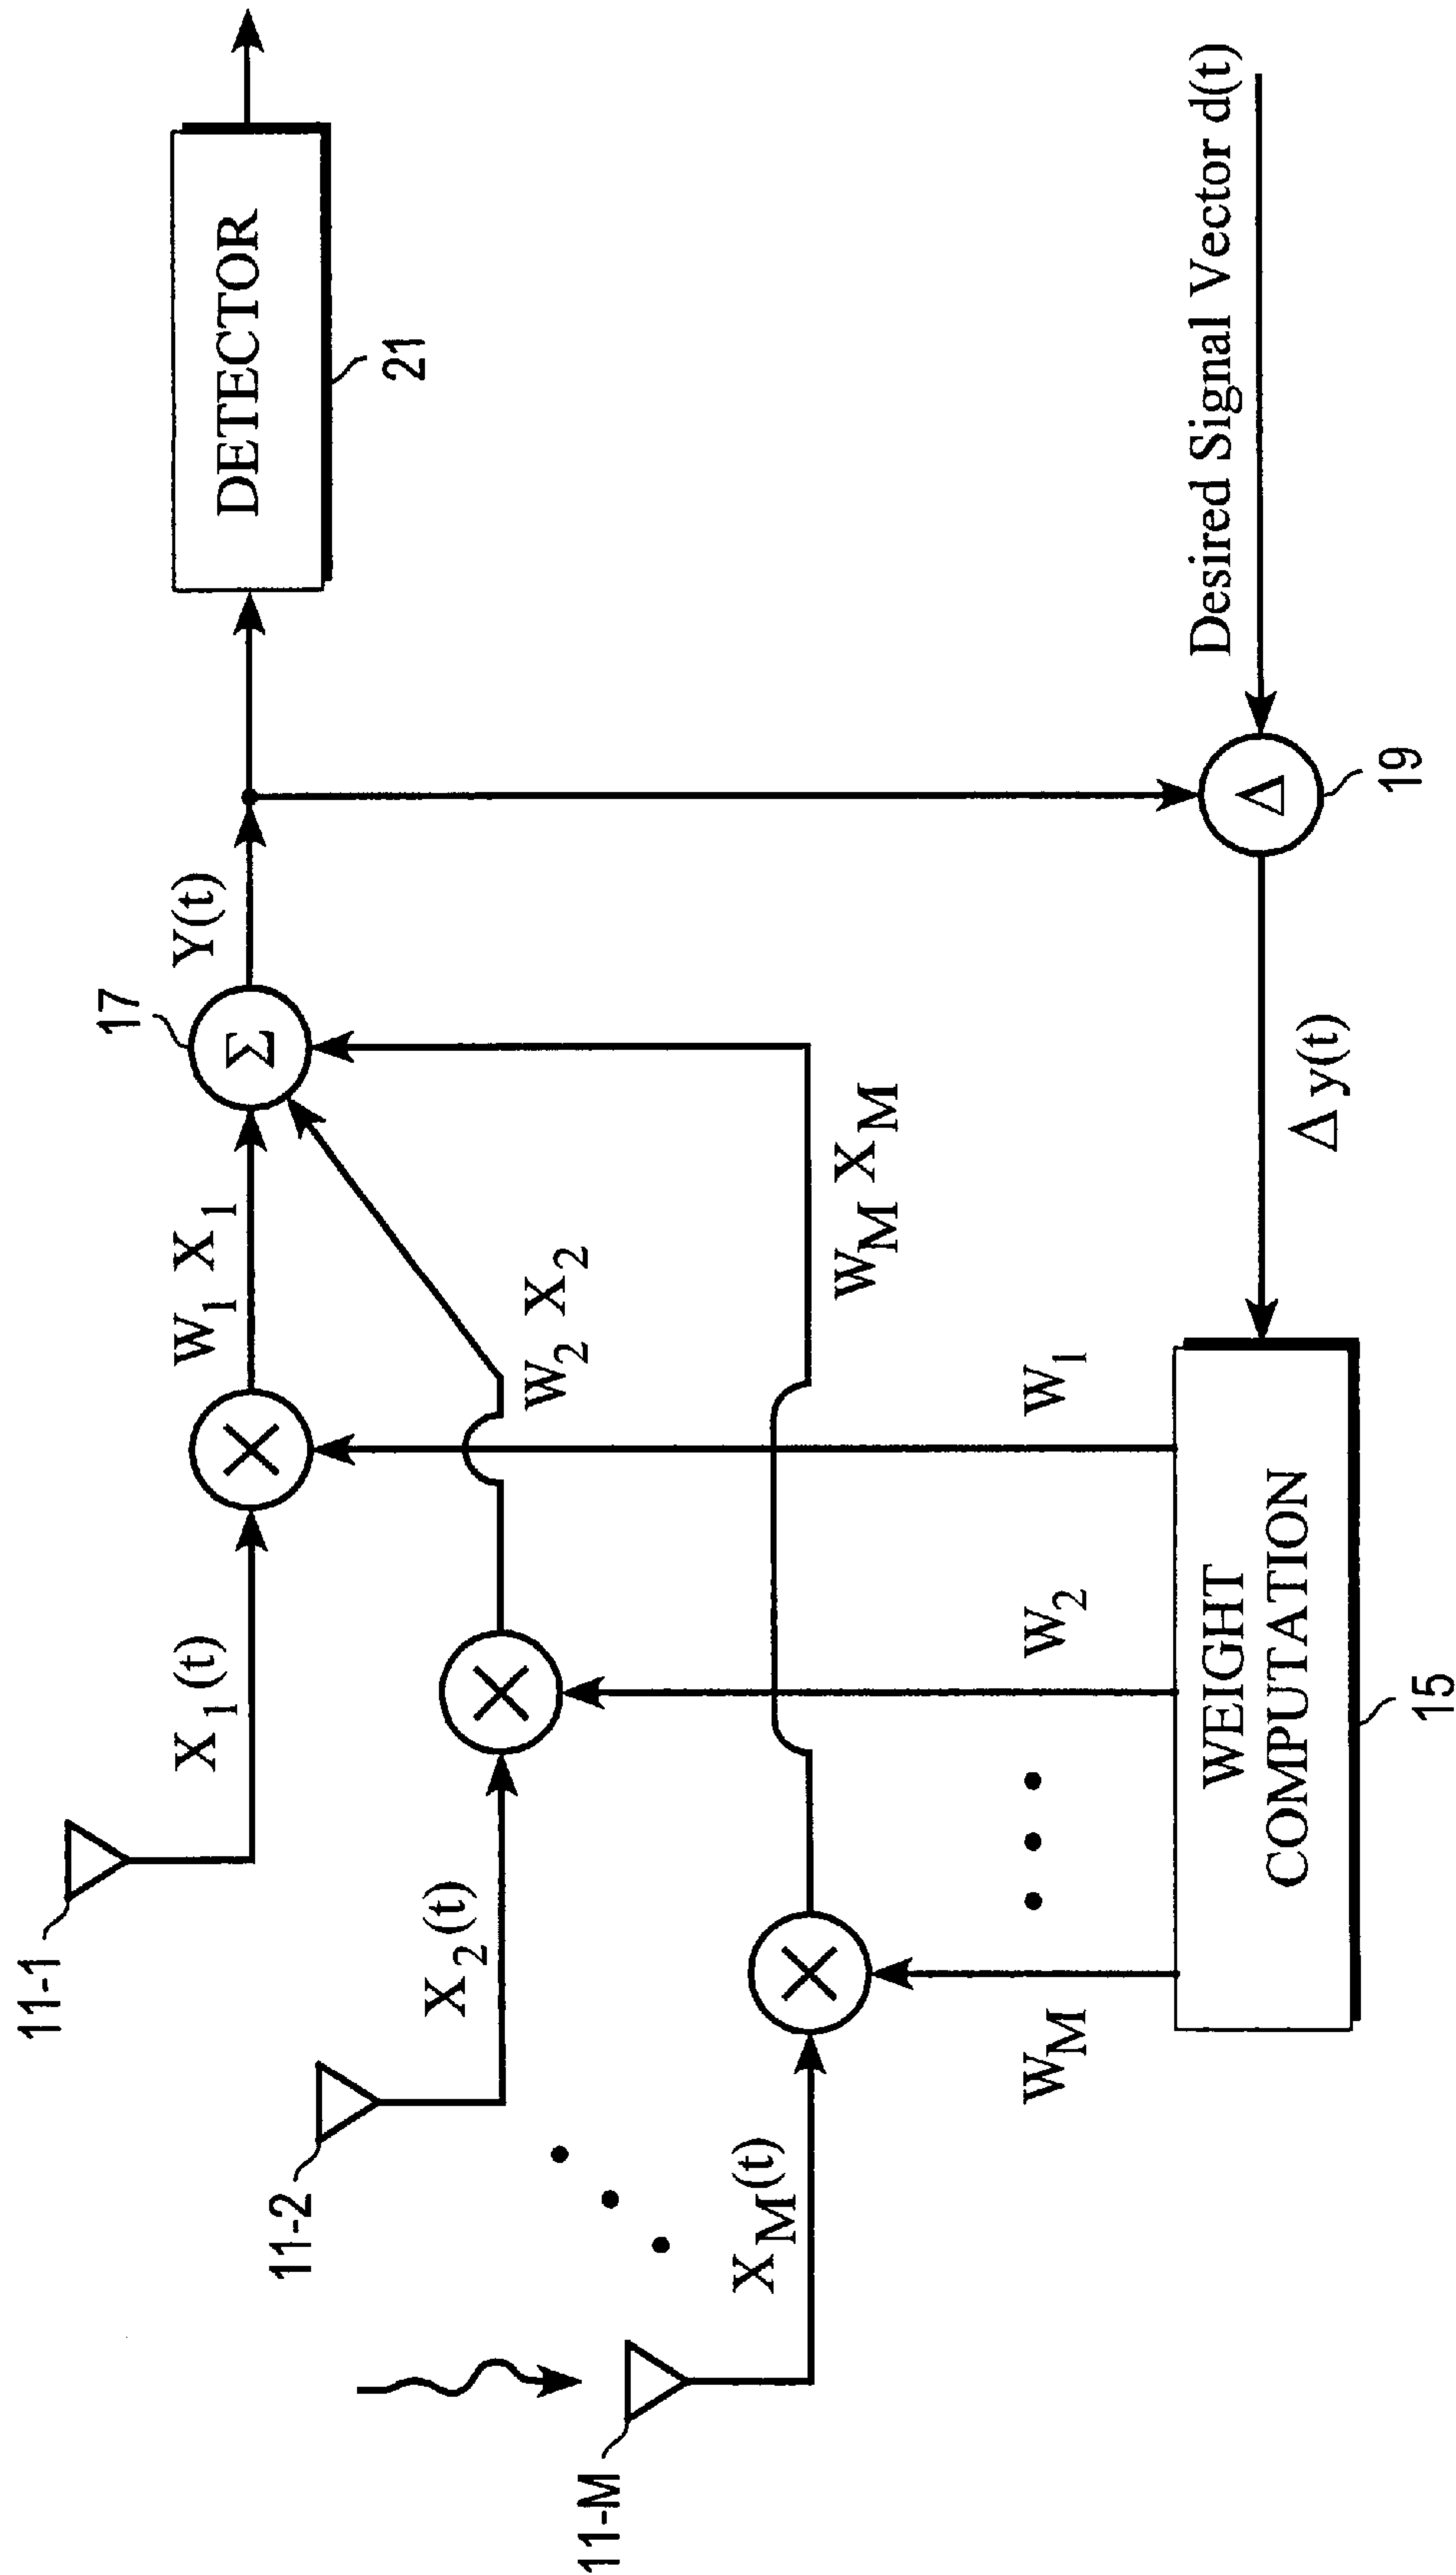 11-1
X1(t)
W1 X1
17
Σ
Y(t)
DETECTOR
21
11-2
X2(t)
W2 X2
11-M
XM(t)
WM XM
WM
W2
W1
WEIGHT
COMPUTATION
15
Δ y(t)
Δ
19
Desired Signal Vector d(t)